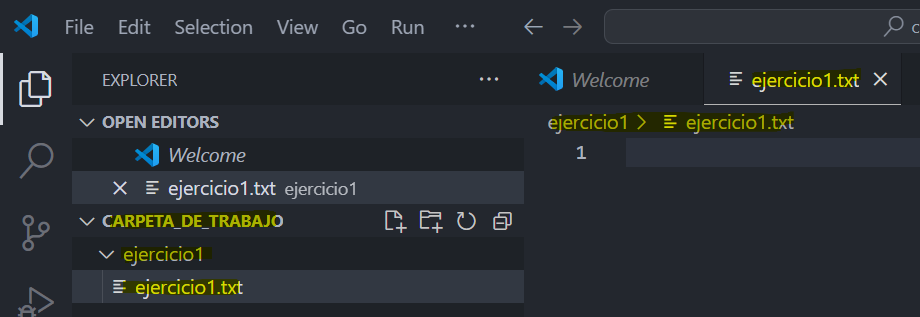 File Edit Selection View Go Run ···
EXPLORER ···
OPEN EDITORS
Welcome
ejercicio1.txt ejercicio1
CARPETA_DE_TRABAJO
ejercicio1
ejercicio1.txt
Welcome ejercicio1.txt
ejercicio1 > ejercicio1.txt
1